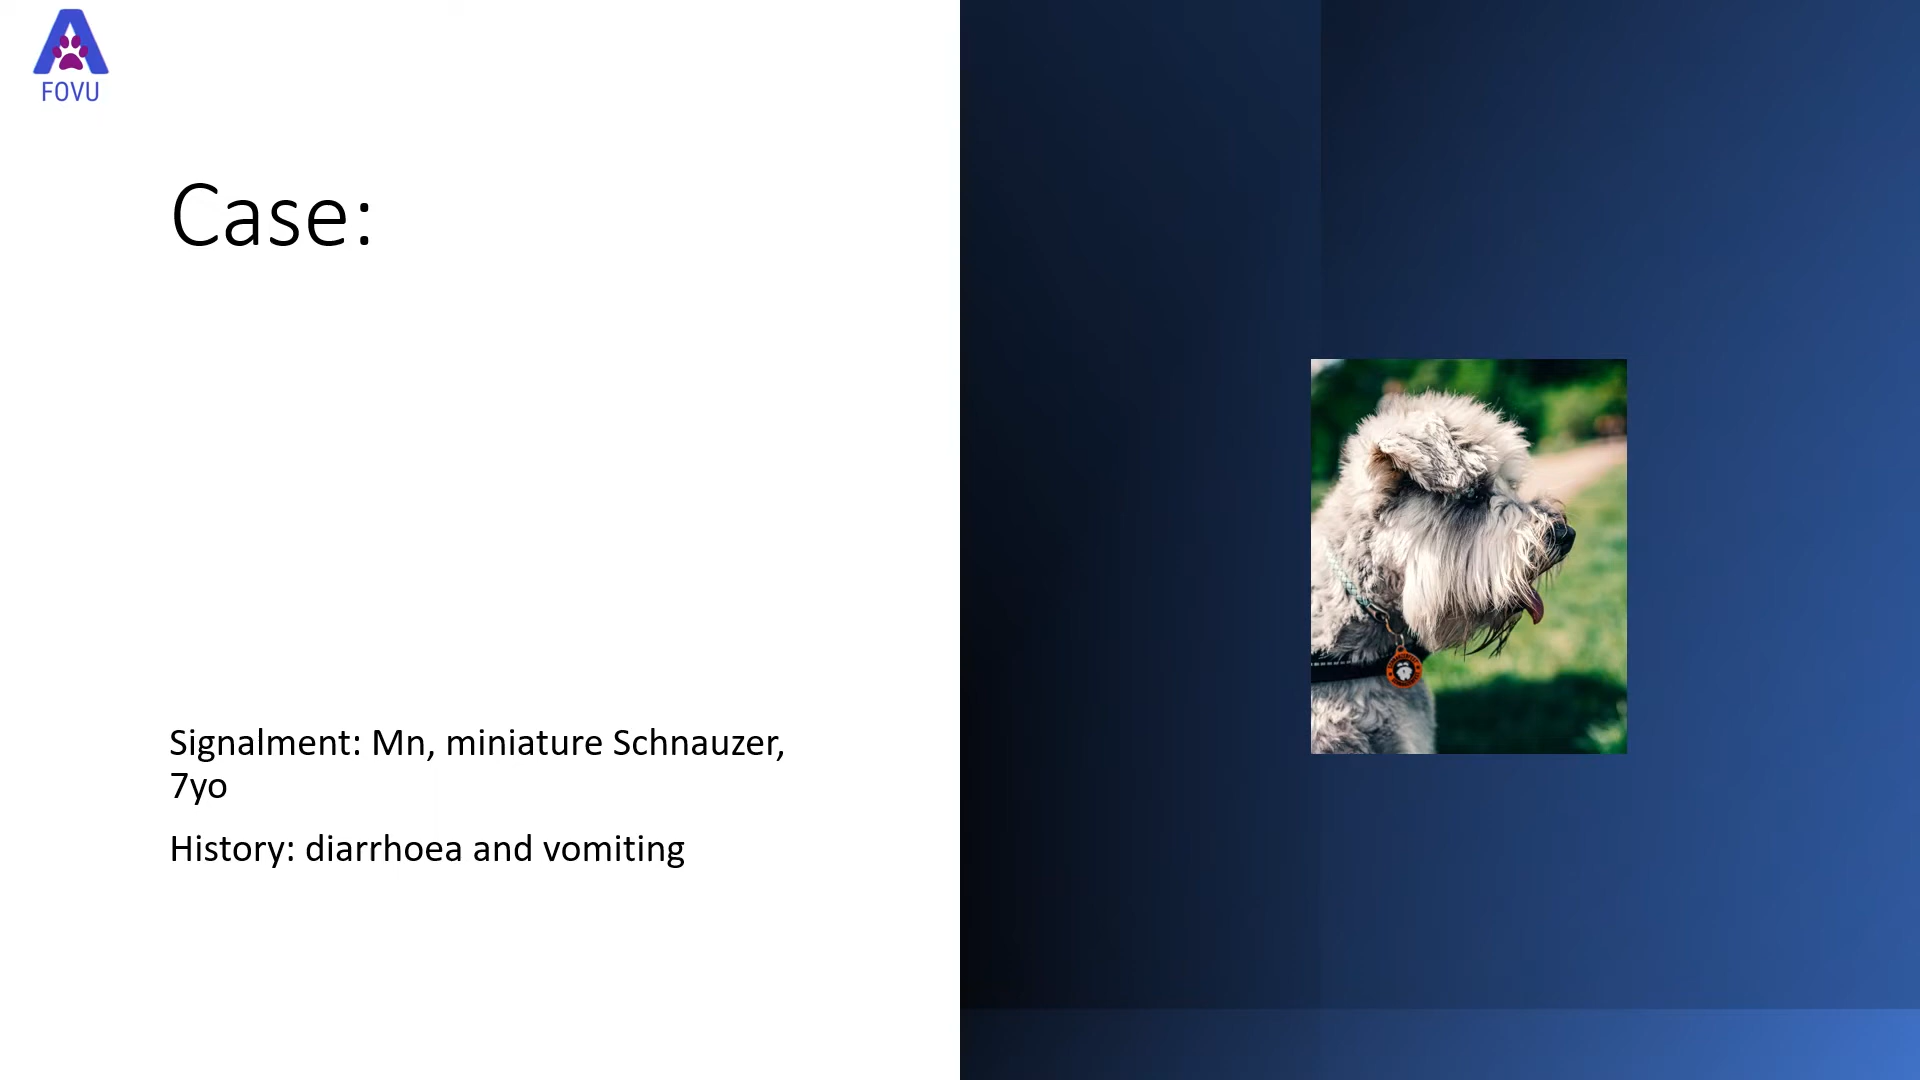 A
FOVU
Case:
Signalment: Mn, miniature Schnauzer,
7yo
History: diarrhoea and vomiting